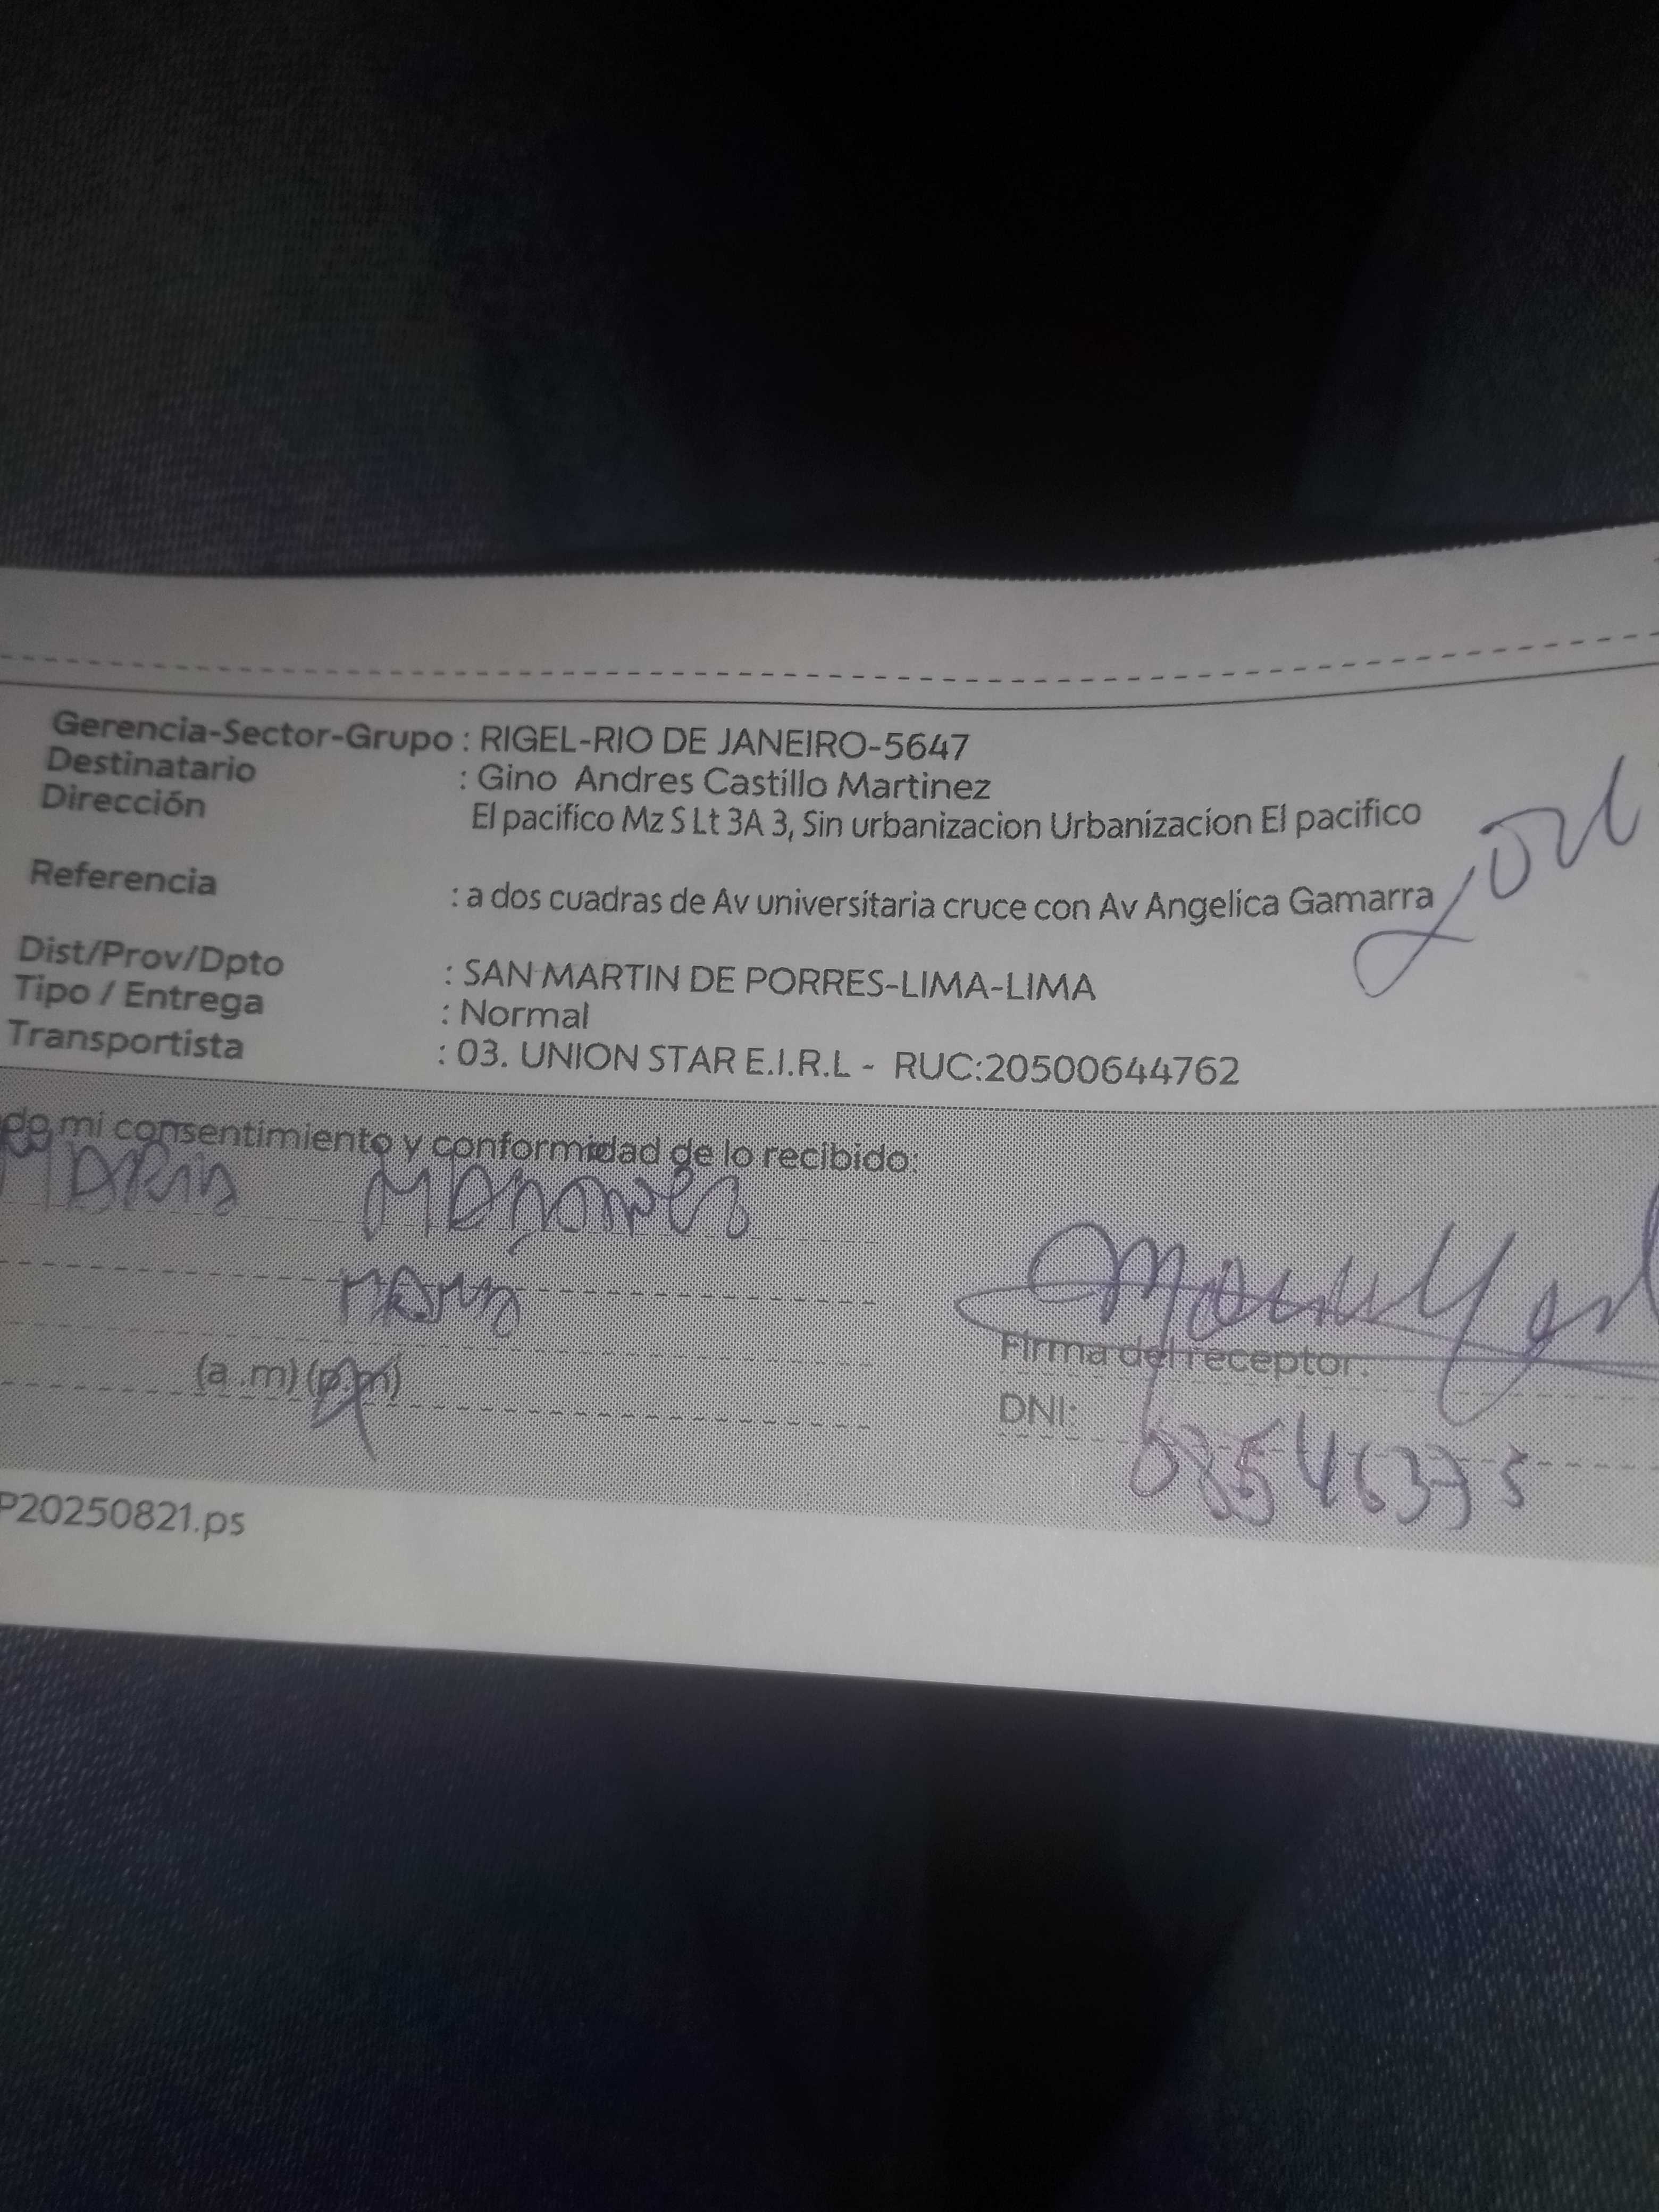 Gerencia-Sector-Grupo : RIGEL-RIO DE JANEIRO-5647
Destinatario : Gino Andres Castillo Martinez
Dirección El pacifico Mz S Lt 3A 3, Sin urbanizacion Urbanizacion El pacifico
Referencia : a dos cuadras de Av universitaria cruce con Av Angelica Gamarra
Dist/Prov/Dpto : SAN MARTIN DE PORRES-LIMA-LIMA
Tipo / Entrega : Normal
Transportista : 03. UNION STAR E.I.R.L - RUC:20500644762
do mi consentimiento y conformidad de lo recibido:
(a .m) (p.m)
Firma del receptor:
DNI:
P20250821.ps